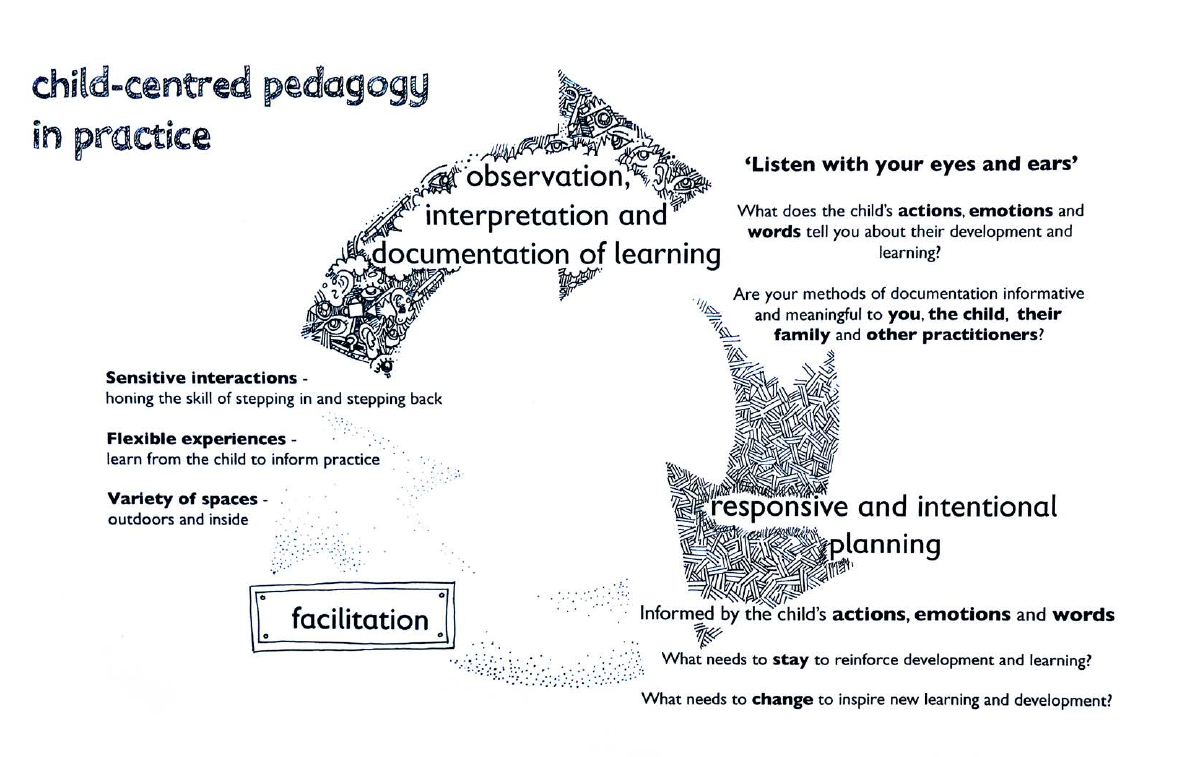 child-centred pedagogy
in practice
observation,
interpretation and
documentation of learning
‘Listen with your eyes and ears’
What does the child’s actions, emotions and
words tell you about their development and
learning?
Are your methods of documentation informative
and meaningful to you, the child, their
family and other practitioners?
responsive and intentional
planning
Informed by the child’s actions, emotions and words
What needs to stay to reinforce development and learning?
What needs to change to inspire new learning and development?
facilitation
Sensitive interactions -
honing the skill of stepping in and stepping back
Flexible experiences -
learn from the child to inform practice
Variety of spaces -
outdoors and inside